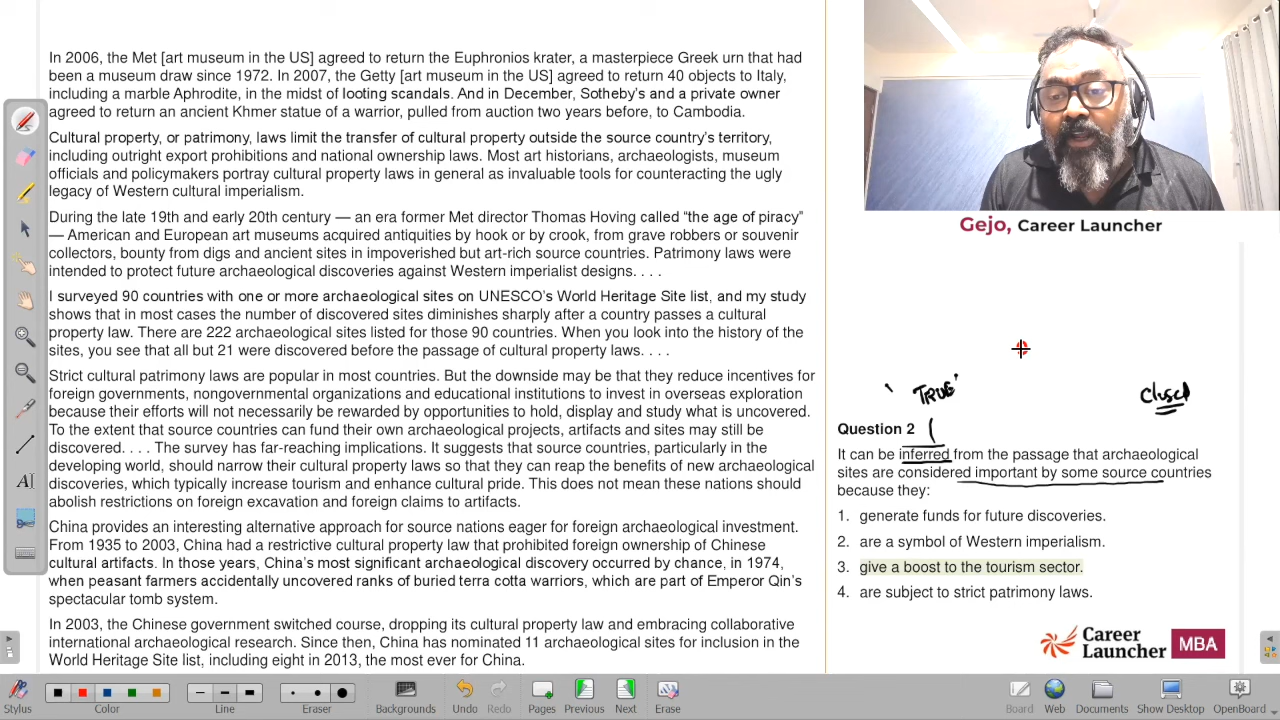 In 2006, the Met [art museum in the US] agreed to return the Euphronios krater, a masterpiece Greek urn that had
been a museum draw since 1972. In 2007, the Getty [art museum in the US] agreed to return 40 objects to Italy,
including a marble Aphrodite, in the midst of looting scandals. And in December, Sotheby's and a private owner
agreed to return an ancient Khmer statue of a warrior, pulled from auction two years before, to Cambodia.
Cultural property, or patrimony, laws limit the transfer of cultural property outside the source country's territory,
including outright export prohibitions and national ownership laws. Most art historians, archaeologists, museum
officials and policymakers portray cultural property laws in general as invaluable tools for counteracting the ugly
legacy of Western cultural imperialism.
During the late 19th and early 20th century — an era former Met director Thomas Hoving called "the age of piracy"
— American and European art museums acquired antiquities by hook or by crook, from grave robbers or souvenir
collectors, bounty from digs and ancient sites in impoverished but art-rich source countries. Patrimony laws were
intended to protect future archaeological discoveries against Western imperialist designs. . . .
I surveyed 90 countries with one or more archaeological sites on UNESCO's World Heritage Site list, and my study
shows that in most cases the number of discovered sites diminishes sharply after a country passes a cultural
property law. There are 222 archaeological sites listed for those 90 countries. When you look into the history of the
sites, you see that all but 21 were discovered before the passage of cultural property laws. . . .
Strict cultural patrimony laws are popular in most countries. But the downside may be that they reduce incentives for
foreign governments, nongovernmental organizations and educational institutions to invest in overseas exploration
because their efforts will not necessarily be rewarded by opportunities to hold, display and study what is uncovered.
To the extent that source countries can fund their own archaeological projects, artifacts and sites may still be
discovered. . . . The survey has far-reaching implications. It suggests that source countries, particularly in the
developing world, should narrow their cultural property laws so that they can reap the benefits of new archaeological
discoveries, which typically increase tourism and enhance cultural pride. This does not mean these nations should
abolish restrictions on foreign excavation and foreign claims to artifacts.
China provides an interesting alternative approach for source nations eager for foreign archaeological investment.
From 1935 to 2003, China had a restrictive cultural property law that prohibited foreign ownership of Chinese
cultural artifacts. In those years, China's most significant archaeological discovery occurred by chance, in 1974,
when peasant farmers accidentally uncovered ranks of buried terra cotta warriors, which are part of Emperor Qin's
spectacular tomb system.
In 2003, the Chinese government switched course, dropping its cultural property law and embracing collaborative
international archaeological research. Since then, China has nominated 11 archaeological sites for inclusion in the
World Heritage Site list, including eight in 2013, the most ever for China.
Gejo, Career Launcher
TRUE
Closed
Question 2
It can be inferred from the passage that archaeological
sites are considered important by some source countries
because they:
1. generate funds for future discoveries.
2. are a symbol of Western imperialism.
3. give a boost to the tourism sector.
4. are subject to strict patrimony laws.
Career
Launcher MBA
Stylus Color Line Eraser Backgrounds Undo Pages Previous Next Erase Board Web Documents Show Desktop OpenBoard